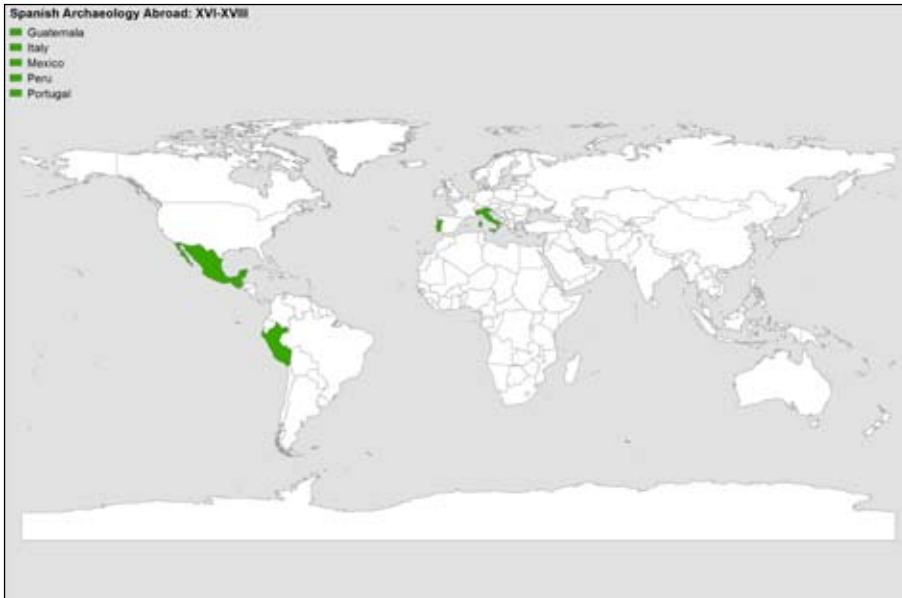 Spanish Archaeology Abroad: XVI-XVIII
Guatemala
Italy
Mexico
Peru
Portugal